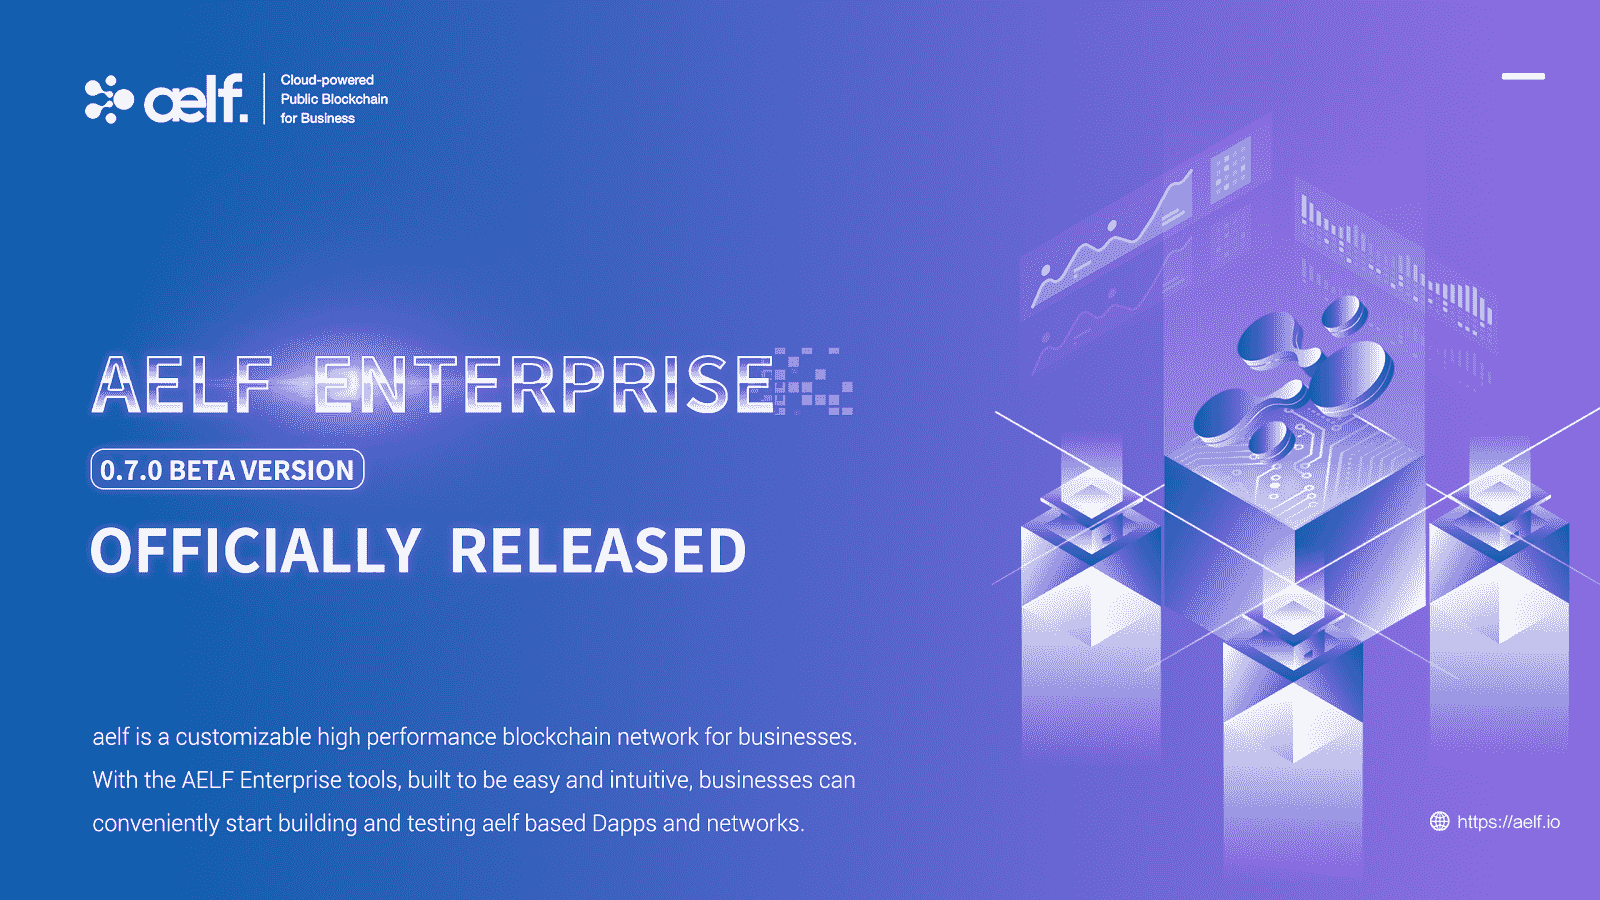 aelf.
Cloud-powered
Public Blockchain
for Business
AELF ENTERPRISE
0.7.0 BETA VERSION
OFFICIALLY RELEASED
aelf is a customizable high performance blockchain network for businesses.
With the AELF Enterprise tools, built to be easy and intuitive, businesses can
conveniently start building and testing aelf based Dapps and networks.
https://aelf.io